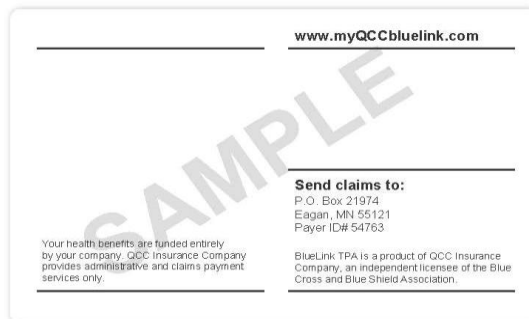 www.myQCCbluelink.com
SAMPLE
Send claims to:
P.O. Box 21974
Eagan, MN 55121
Payer ID# 54763
Your health benefits are funded entirely
by your company. QCC Insurance Company
provides administrative and claims payment
services only.
BlueLink TPA is a product of QCC Insurance
Company, an independent licensee of the Blue
Cross and Blue Shield Association.